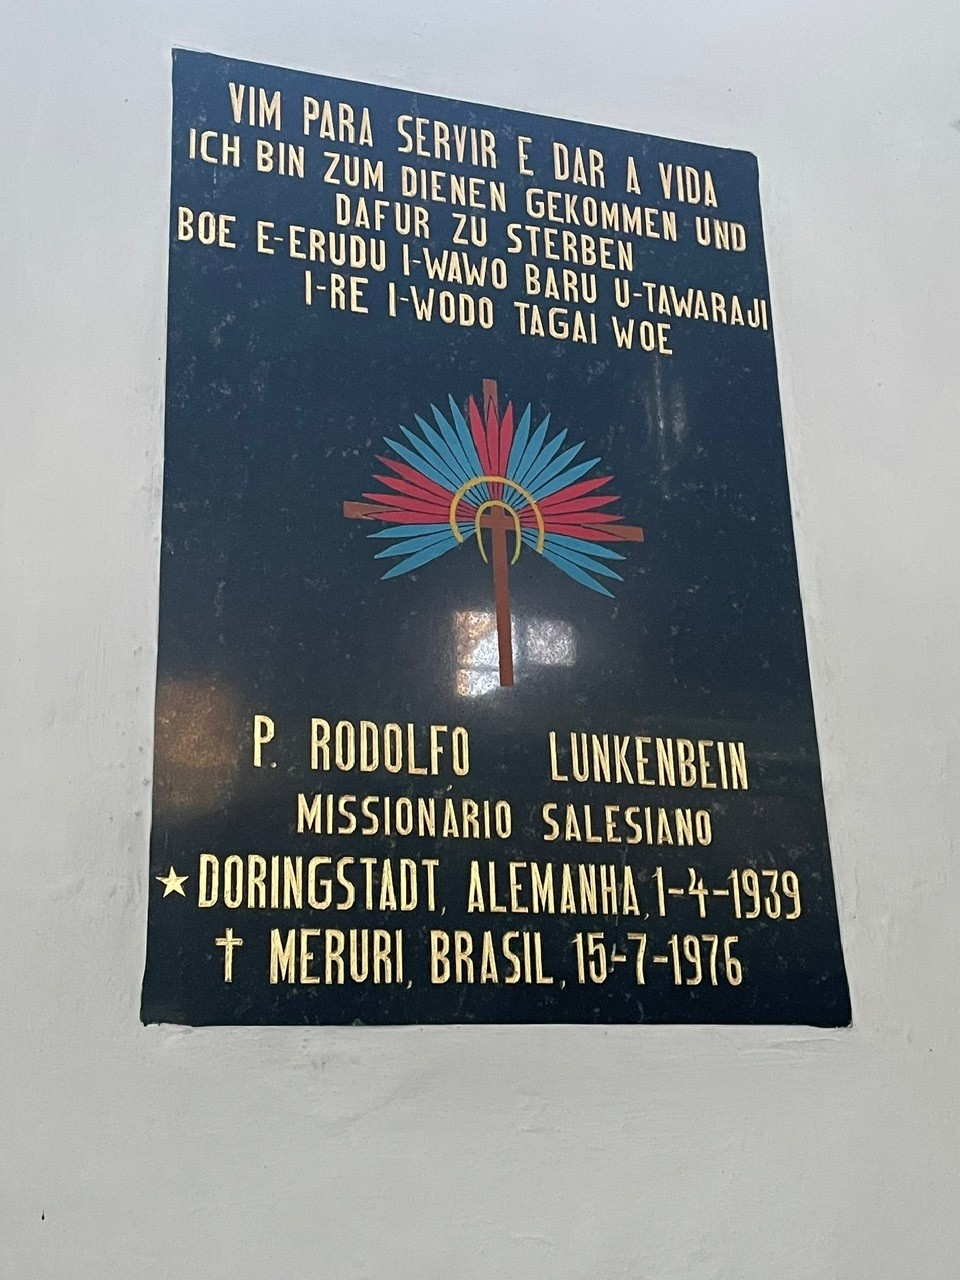 VIM PARA SERVIR E DAR A VIDA
ICH BIN ZUM DIENEN GEKOMMEN UND
DAFUR ZU STERBEN
BOE E-ERUDU I-WAWO BARU U-TAWARAJI
I-RE I-WODO TAGAI WOE
P. RODOLFO LUNKENBEIN
MISSIONÁRIO SALESIANO
★ DORINGSTADT, ALEMANHA, 1-4-1939
✝ MERURI, BRASIL, 15-7-1976